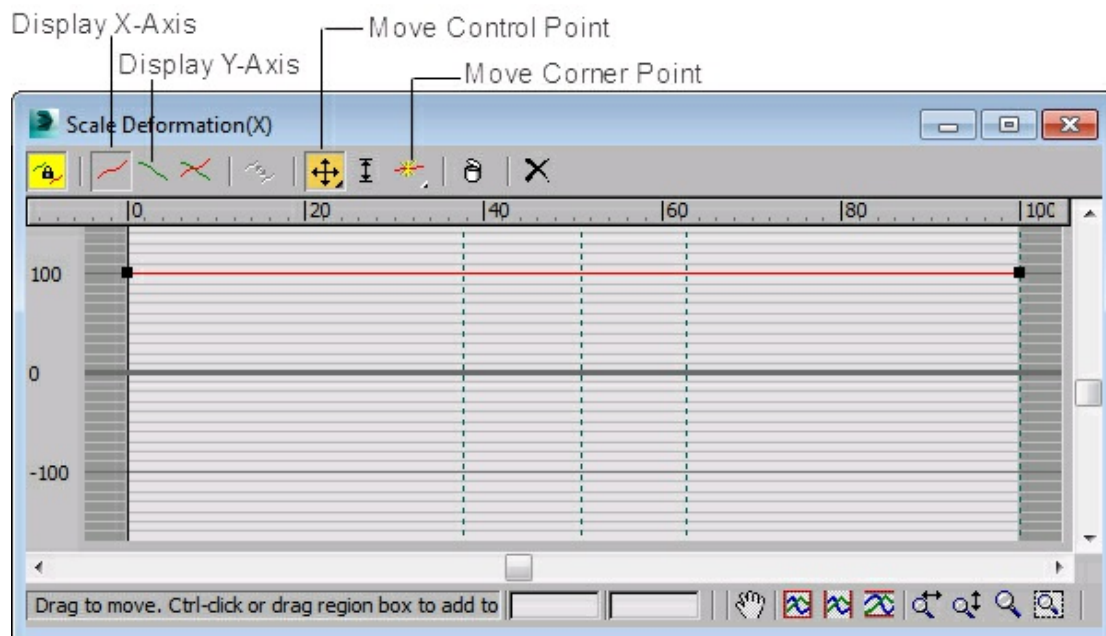 Display X-Axis
Move Control Point
Display Y-Axis
Move Corner Point
Scale Deformation(X)
0 20 40 60 80 100
100
0
-100
Drag to move. Ctrl-click or drag region box to add to